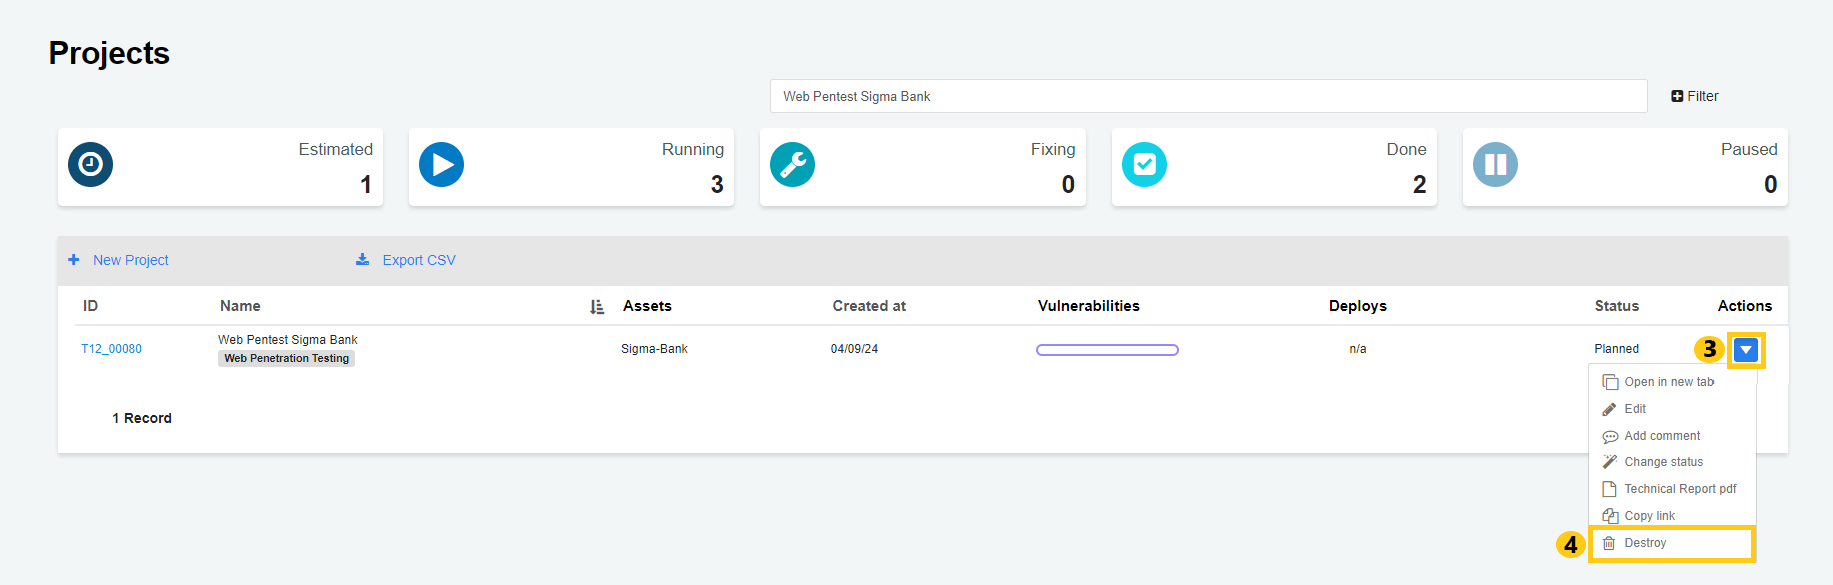 Projects
Web Pentest Sigma Bank
Filter
Estimated
1
Running
3
Fixing
0
Done
2
Paused
0
New Project
Export CSV
ID Name Assets Created at Vulnerabilities Deploys Status Actions
T12_00080 Web Pentest Sigma Bank Sigma-Bank 04/09/24 n/a Planned 3
Web Penetration Testing
1 Record
Open in new tab
Edit
Add comment
Change status
Technical Report pdf
Copy link
4 Destroy